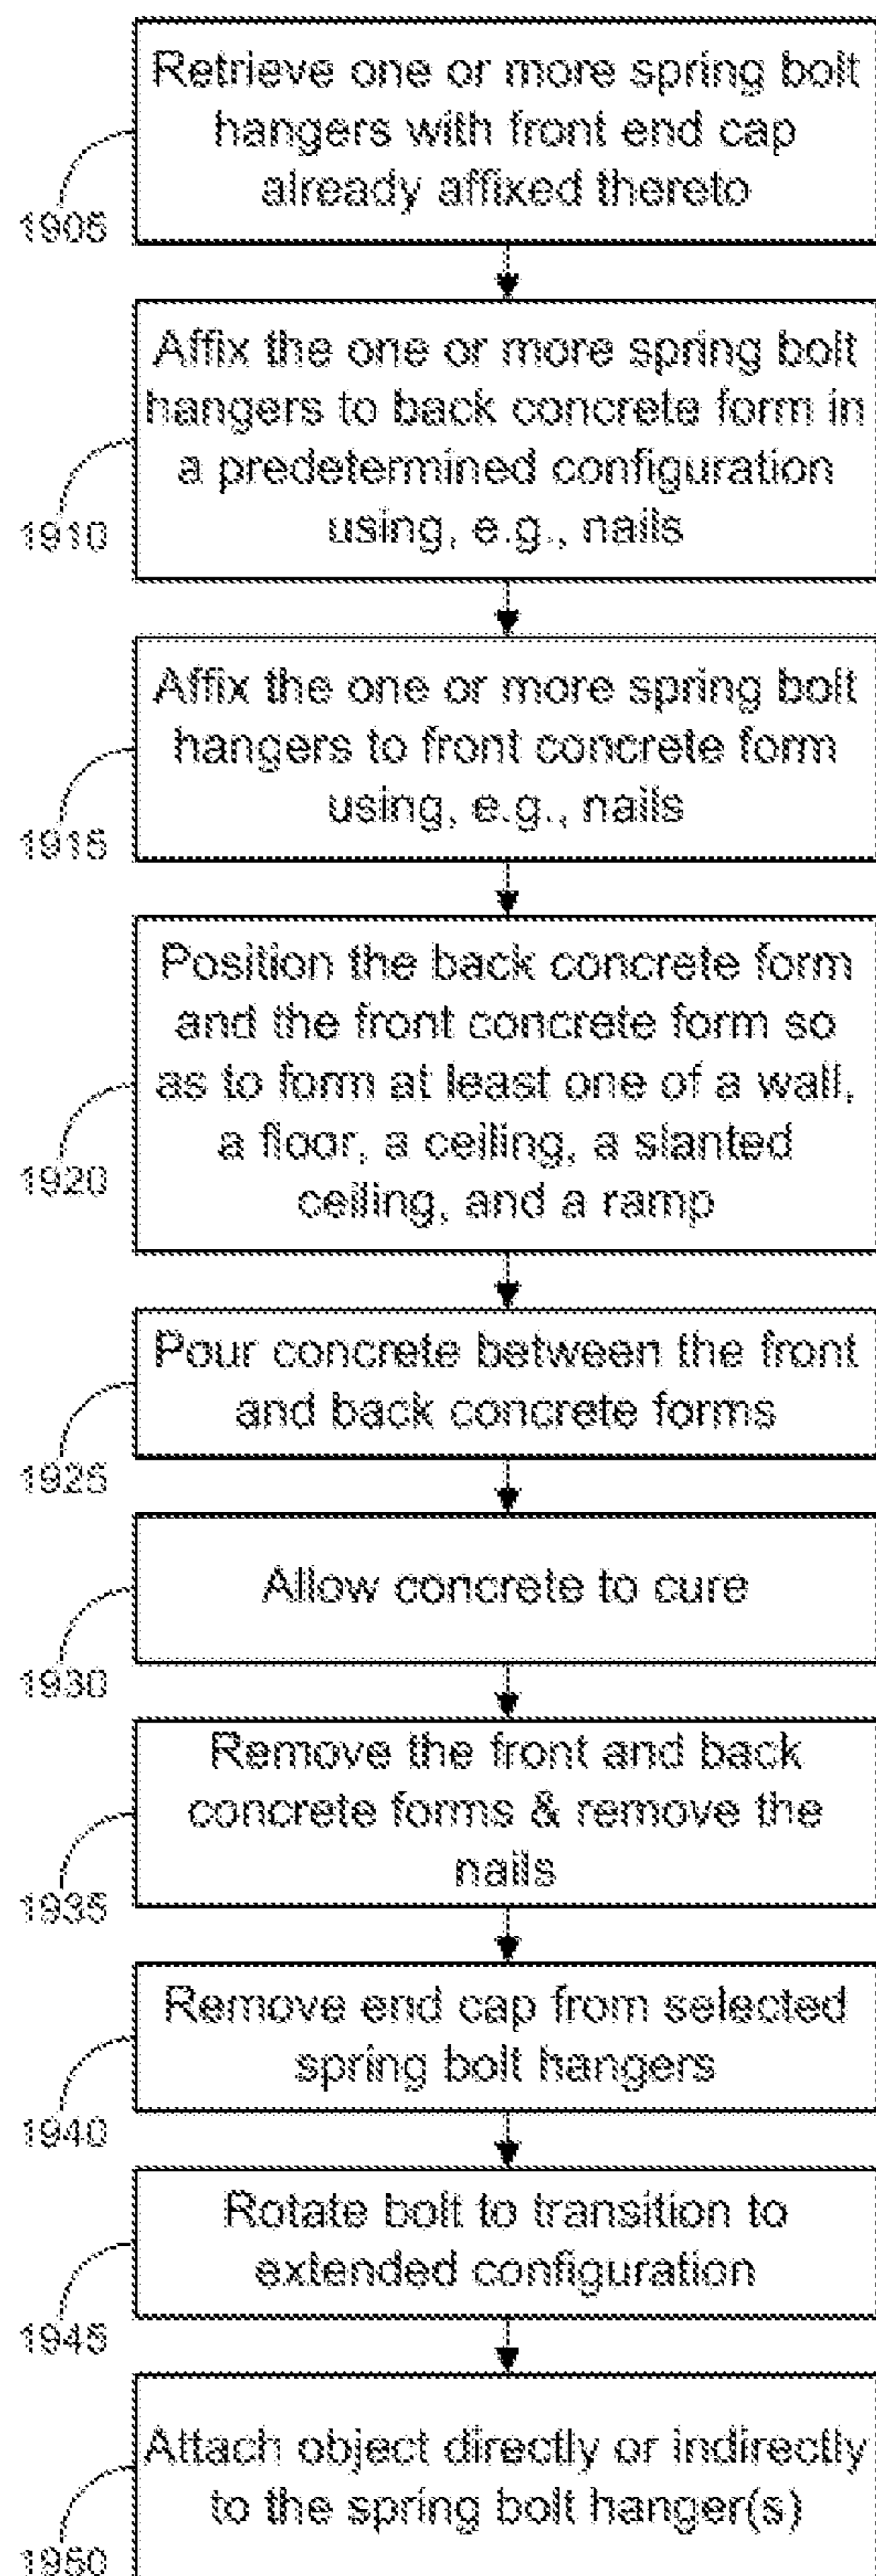 Retrieve one or more spring bolt
hangers with front end cap
already affixed thereto
1905
Affix the one or more spring bolt
hangers to back concrete form in
a predetermined configuration
using, e.g., nails
1910
Affix the one or more spring bolt
hangers to front concrete form
using, e.g., nails
1915
Position the back concrete form
and the front concrete form so
as to form at least one of a wall,
a floor, a ceiling, a slanted
ceiling, and a ramp
1920
Pour concrete between the front
and back concrete forms
1925
Allow concrete to cure
1930
Remove the front and back
concrete forms & remove the
nails
1935
Remove end cap from selected
spring bolt hangers
1940
Rotate bolt to transition to
extended configuration
1945
Attach object directly or indirectly
to the spring bolt hanger(s)
1950